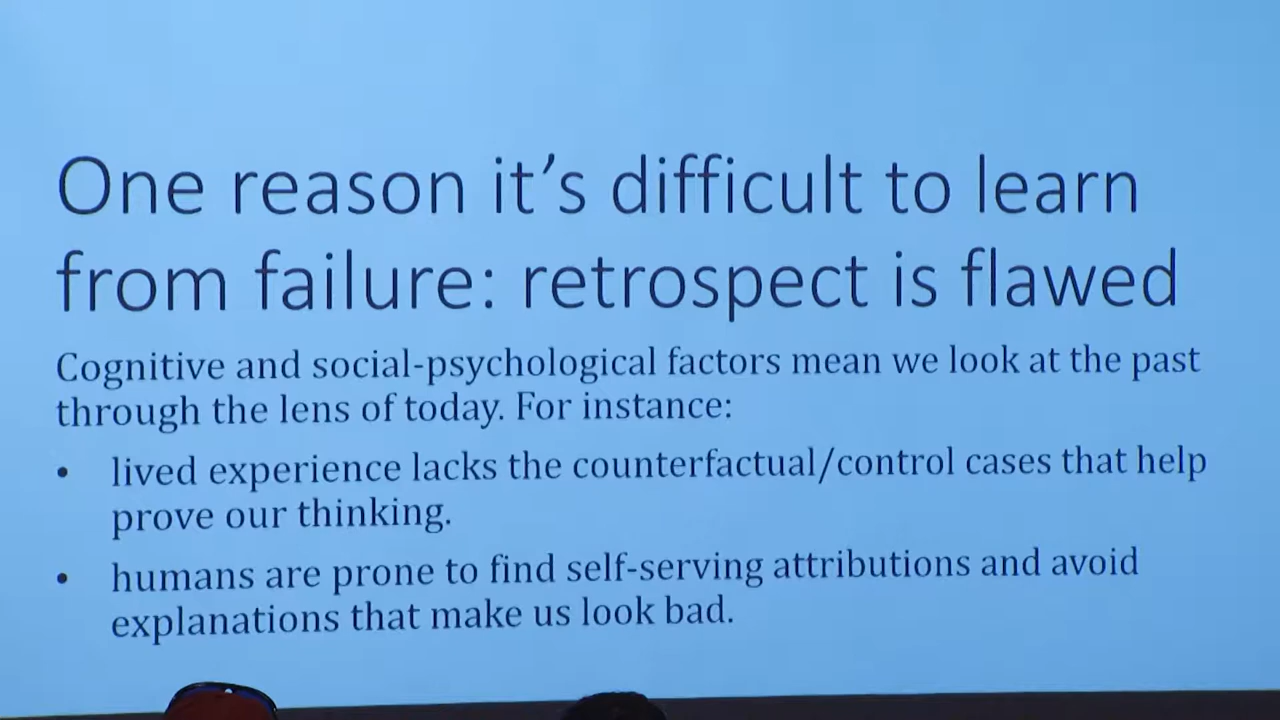 One reason it’s difficult to learn
from failure: retrospect is flawed
Cognitive and social-psychological factors mean we look at the past
through the lens of today. For instance:
• lived experience lacks the counterfactual/control cases that help
prove our thinking.
• humans are prone to find self-serving attributions and avoid
explanations that make us look bad.